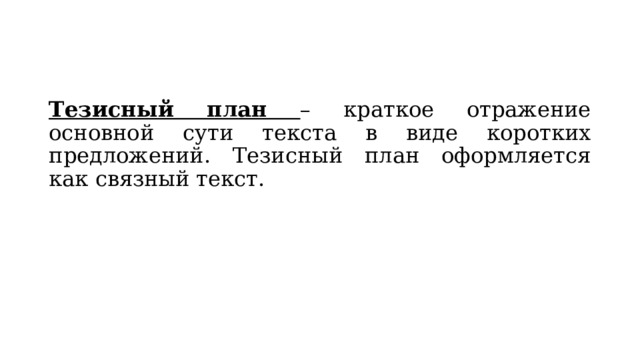 Тезисный план – краткое отражение
основной сути текста в виде коротких
предложений. Тезисный план оформляется
как связный текст.